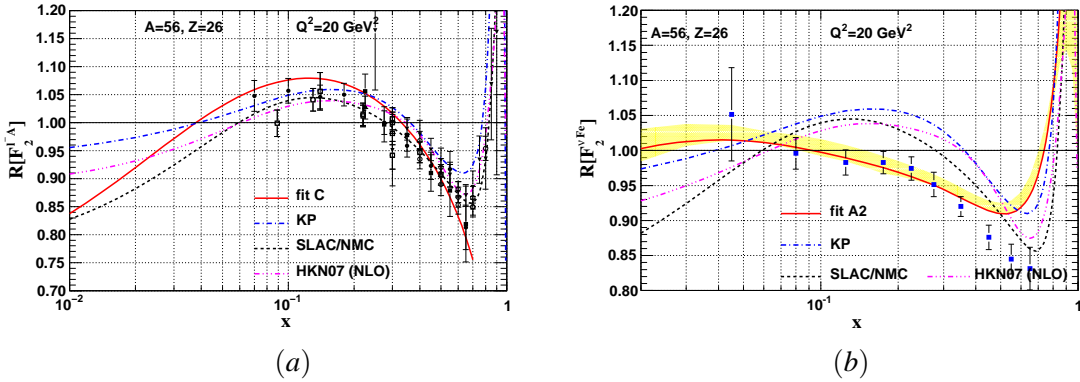 A=56, Z=26 Q²=20 GeV²
R[F₂^{l A}]
1.20
1.15
1.10
1.05
1.00
0.95
0.90
0.85
0.80
0.75
0.70
fit C
KP
SLAC/NMC
HKN07 (NLO)
10⁻² 10⁻¹ 1
x
(a)
A=56, Z=26 Q²=20 GeV²
R[F₂^{νFe}]
1.20
1.15
1.10
1.05
1.00
0.95
0.90
0.85
0.80
fit A2
KP
SLAC/NMC HKN07 (NLO)
10⁻¹ 1
x
(b)